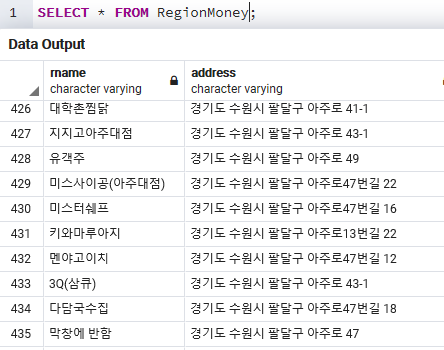 1 SELECT * FROM RegionMoney;
Data Output
rname address
character varying character varying
426 대학촌찜닭 경기도 수원시 팔달구 아주로 41-1
427 지지고아주대점 경기도 수원시 팔달구 아주로 43-1
428 유객주 경기도 수원시 팔달구 아주로 49
429 미스사이공(아주대점) 경기도 수원시 팔달구 아주로47번길 22
430 미스터쉐프 경기도 수원시 팔달구 아주로47번길 16
431 키와마루아지 경기도 수원시 팔달구 아주로13번길 22
432 멘야고이치 경기도 수원시 팔달구 아주로47번길 12
433 3Q(삼큐) 경기도 수원시 팔달구 아주로 43-1
434 다담국수집 경기도 수원시 팔달구 아주로47번길 18
435 막창에 반함 경기도 수원시 팔달구 아주로 47